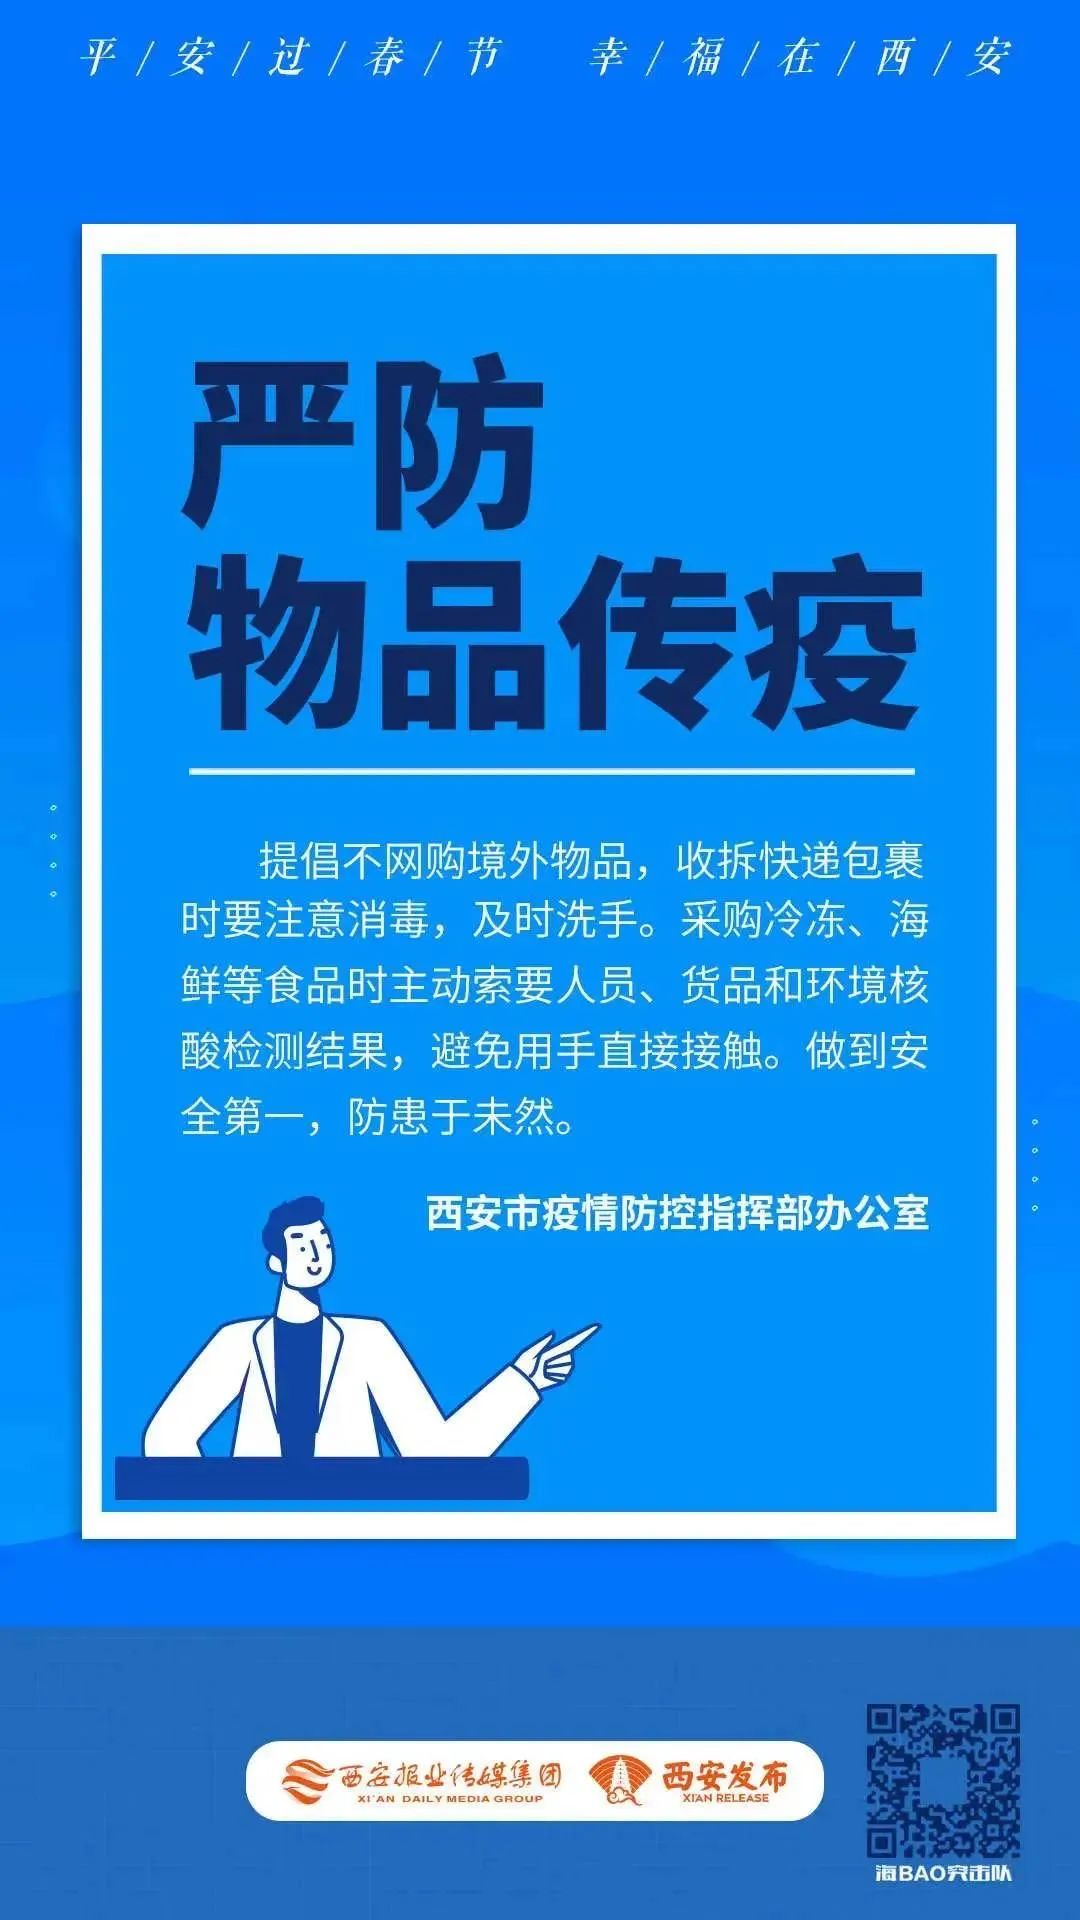 平/安/过/春/节 幸/福/在/西/安
严防
物品传疫
提倡不网购境外物品，收拆快递包裹
时要注意消毒，及时洗手。采购冷冻、海
鲜等食品时主动索要人员、货品和环境核
酸检测结果，避免用手直接接触。做到安
全第一，防患于未然。
西安市疫情防控指挥部办公室
西安报业传媒集团
XI'AN DAILY MEDIA GROUP
西安发布
XI'AN RELEASE
海BAO突击队